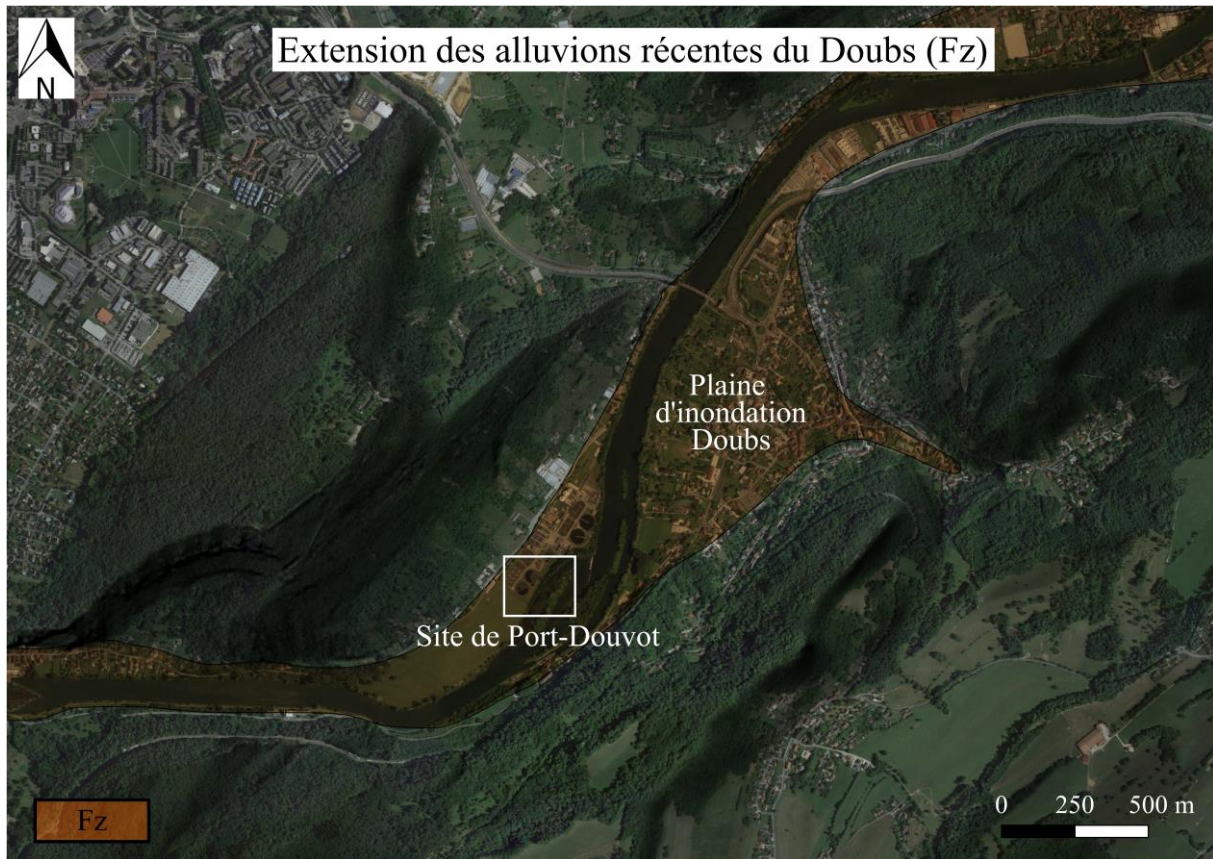 Extension des alluvions récentes du Doubs (Fz)
N
Plaine
d'inondation
Doubs
Site de Port-Douvot
Fz
0 250 500 m